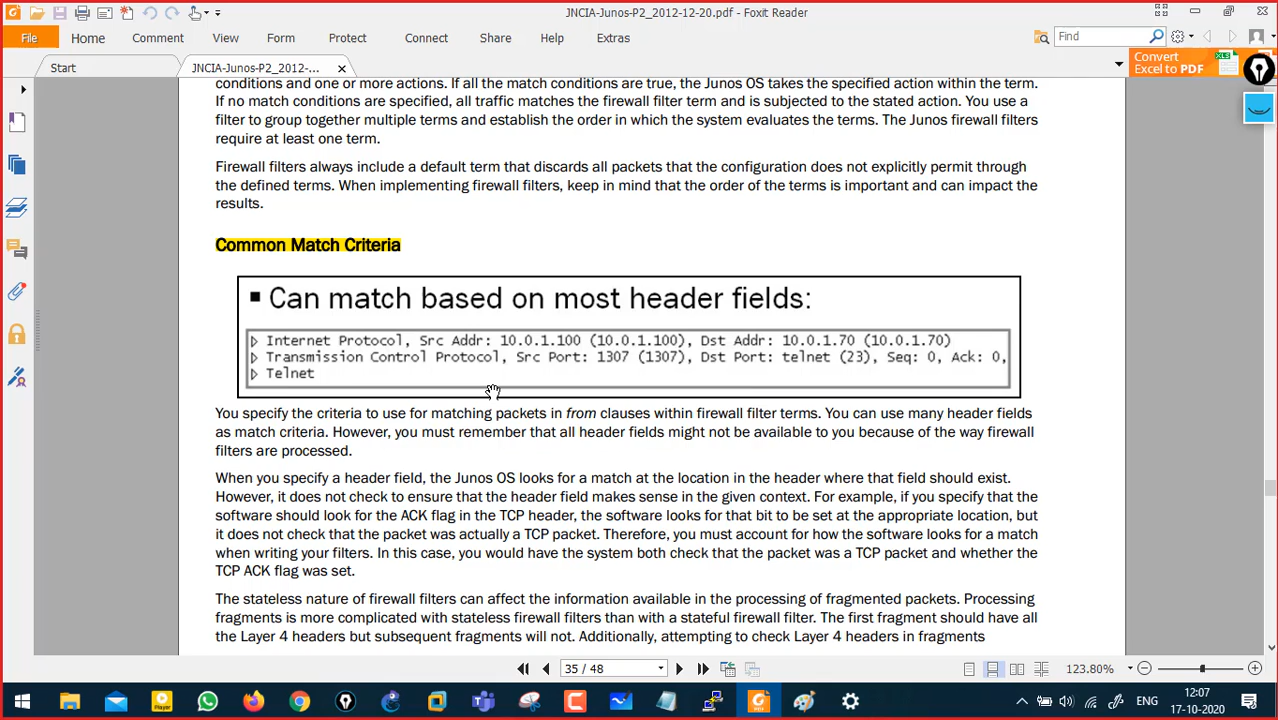 JNCIA-Junos-P2_2012-12-20.pdf - Foxit Reader
File Home Comment View Form Protect Connect Share Help Extras Find
Start JNCIA-Junos-P2_2012-12-... Convert
Excel to PDF XLS
conditions and one or more actions. If all the match conditions are true, the Junos OS takes the specified action within the term.
If no match conditions are specified, all traffic matches the firewall filter term and is subjected to the stated action. You use a
filter to group together multiple terms and establish the order in which the system evaluates the terms. The Junos firewall filters
require at least one term.
Firewall filters always include a default term that discards all packets that the configuration does not explicitly permit through
the defined terms. When implementing firewall filters, keep in mind that the order of the terms is important and can impact the
results.
Common Match Criteria
Can match based on most header fields:
Internet Protocol, Src Addr: 10.0.1.100 (10.0.1.100), Dst Addr: 10.0.1.70 (10.0.1.70)
Transmission Control Protocol, Src Port: 1307 (1307), Dst Port: telnet (23), Seq: 0, Ack: 0,
Telnet
You specify the criteria to use for matching packets in from clauses within firewall filter terms. You can use many header fields
as match criteria. However, you must remember that all header fields might not be available to you because of the way firewall
filters are processed.
When you specify a header field, the Junos OS looks for a match at the location in the header where that field should exist.
However, it does not check to ensure that the header field makes sense in the given context. For example, if you specify that the
software should look for the ACK flag in the TCP header, the software looks for that bit to be set at the appropriate location, but
it does not check that the packet was actually a TCP packet. Therefore, you must account for how the software looks for a match
when writing your filters. In this case, you would have the system both check that the packet was a TCP packet and whether the
TCP ACK flag was set.
The stateless nature of firewall filters can affect the information available in the processing of fragmented packets. Processing
fragments is more complicated with stateless firewall filters than with a stateful firewall filter. The first fragment should have all
the Layer 4 headers but subsequent fragments will not. Additionally, attempting to check Layer 4 headers in fragments
35 / 48 123.80%
Player PDF ENG 12:07
17-10-2020